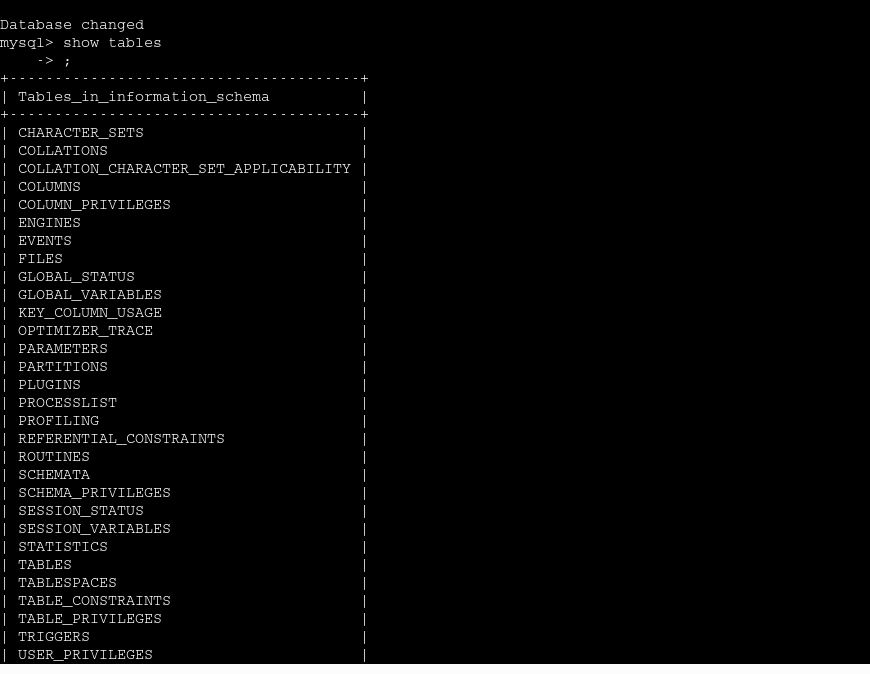 Database changed
mysql> show tables
    -> ;
+---------------------------------------+
| Tables_in_information_schema          |
+---------------------------------------+
| CHARACTER_SETS                        |
| COLLATIONS                            |
| COLLATION_CHARACTER_SET_APPLICABILITY |
| COLUMNS                               |
| COLUMN_PRIVILEGES                     |
| ENGINES                               |
| EVENTS                                |
| FILES                                 |
| GLOBAL_STATUS                         |
| GLOBAL_VARIABLES                      |
| KEY_COLUMN_USAGE                      |
| OPTIMIZER_TRACE                       |
| PARAMETERS                            |
| PARTITIONS                            |
| PLUGINS                               |
| PROCESSLIST                           |
| PROFILING                             |
| REFERENTIAL_CONSTRAINTS               |
| ROUTINES                              |
| SCHEMATA                              |
| SCHEMA_PRIVILEGES                     |
| SESSION_STATUS                        |
| SESSION_VARIABLES                     |
| STATISTICS                            |
| TABLES                                |
| TABLESPACES                           |
| TABLE_CONSTRAINTS                     |
| TABLE_PRIVILEGES                      |
| TRIGGERS                              |
| USER_PRIVILEGES                       |